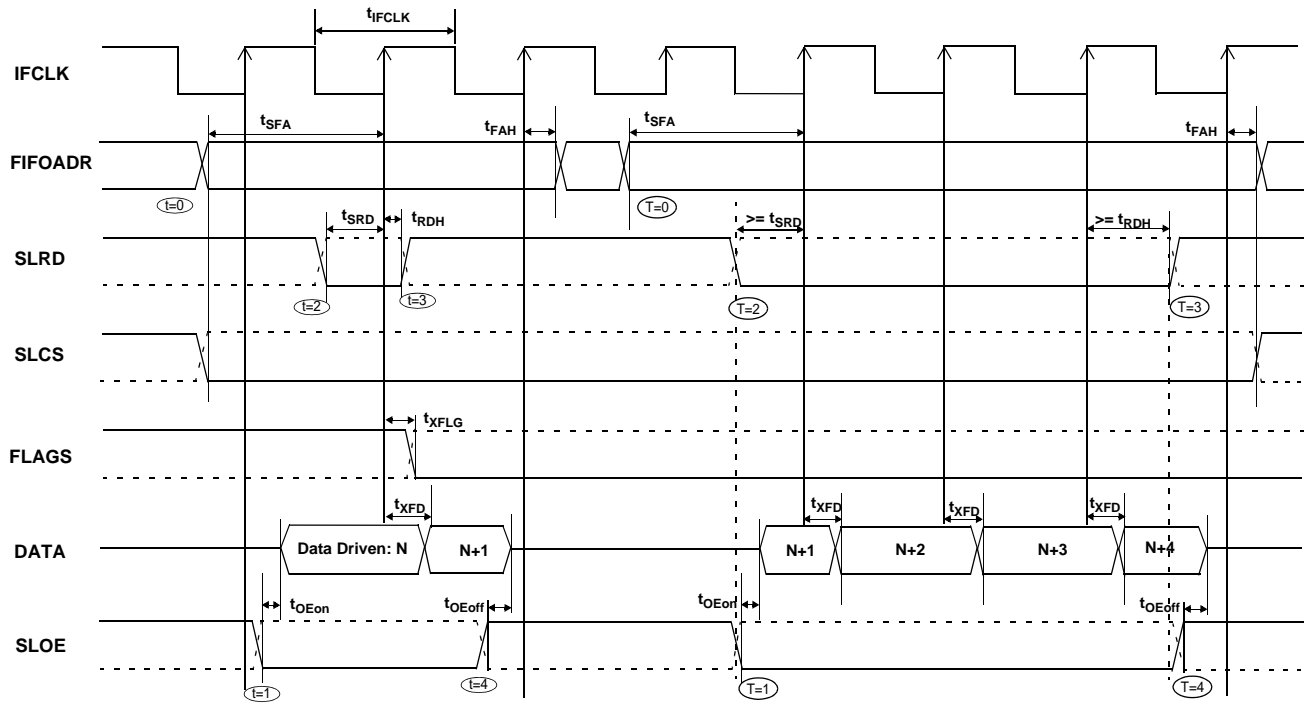 tIFCLK
IFCLK
tSFA
tFAH
tSFA
tFAH
FIFOADR
t=0
T=0
tSRD
tRDH
>= tSRD
>= tRDH
SLRD
t=2
t=3
T=2
T=3
SLCS
tXFLG
FLAGS
tXFD
tXFD
tXFD
tXFD
DATA
Data Driven: N
N+1
N+1
N+2
N+3
N+4
tOEon
tOEoff
tOEon
tOEoff
SLOE
t=1
t=4
T=1
T=4